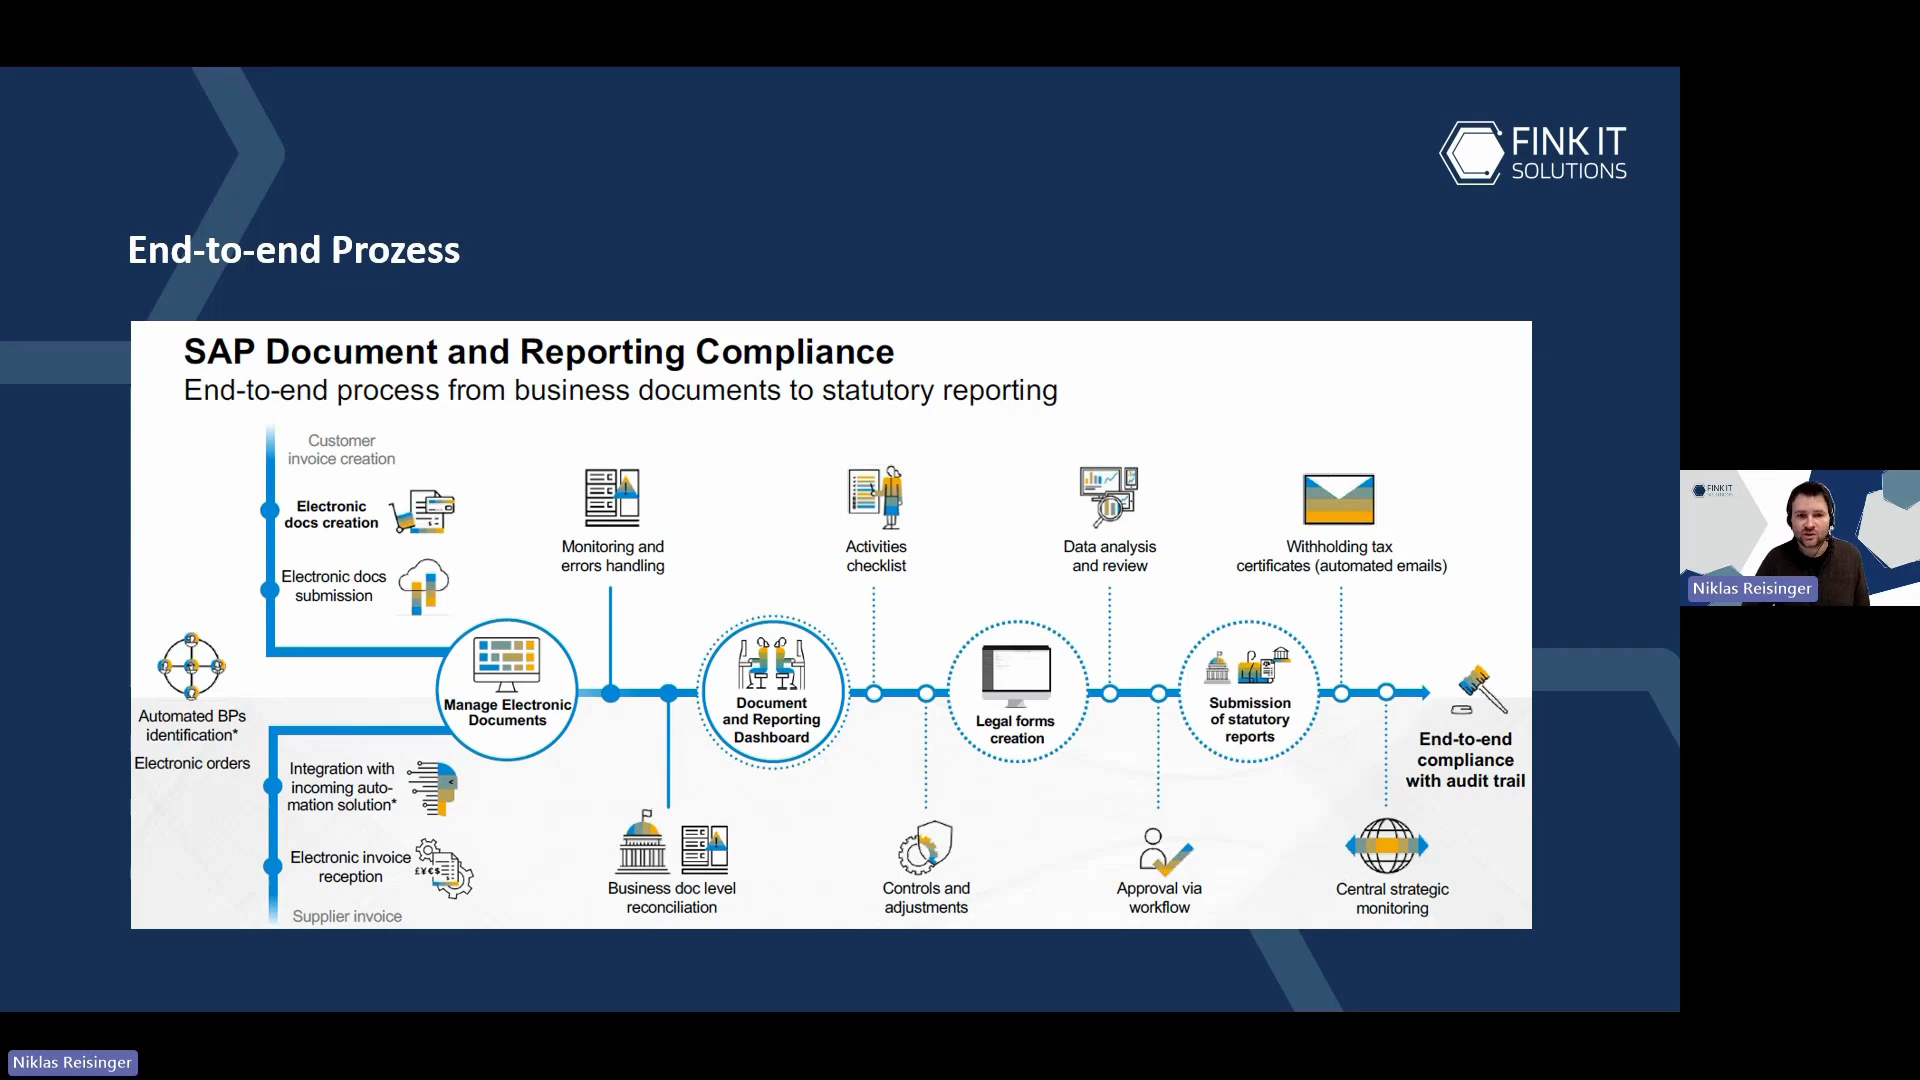 FINK IT
SOLUTIONS
End-to-end Prozess
SAP Document and Reporting Compliance
End-to-end process from business documents to statutory reporting
Customer
invoice creation
Electronic
docs creation
Electronic docs
submission
Automated BPs
identification*
Electronic orders
Integration with
incoming auto-
mation solution*
Electronic invoice
reception
£¥€$
Supplier invoice
Manage Electronic
Documents
Monitoring and
errors handling
Business doc level
reconciliation
Document
and Reporting
Dashboard
Activities
checklist
Controls and
adjustments
Legal forms
creation
Data analysis
and review
Approval via
workflow
Submission
of statutory
reports
Withholding tax
certificates (automated emails)
Central strategic
monitoring
End-to-end
compliance
with audit trail
FINK IT
SOLUTIONS
Niklas Reisinger
Niklas Reisinger